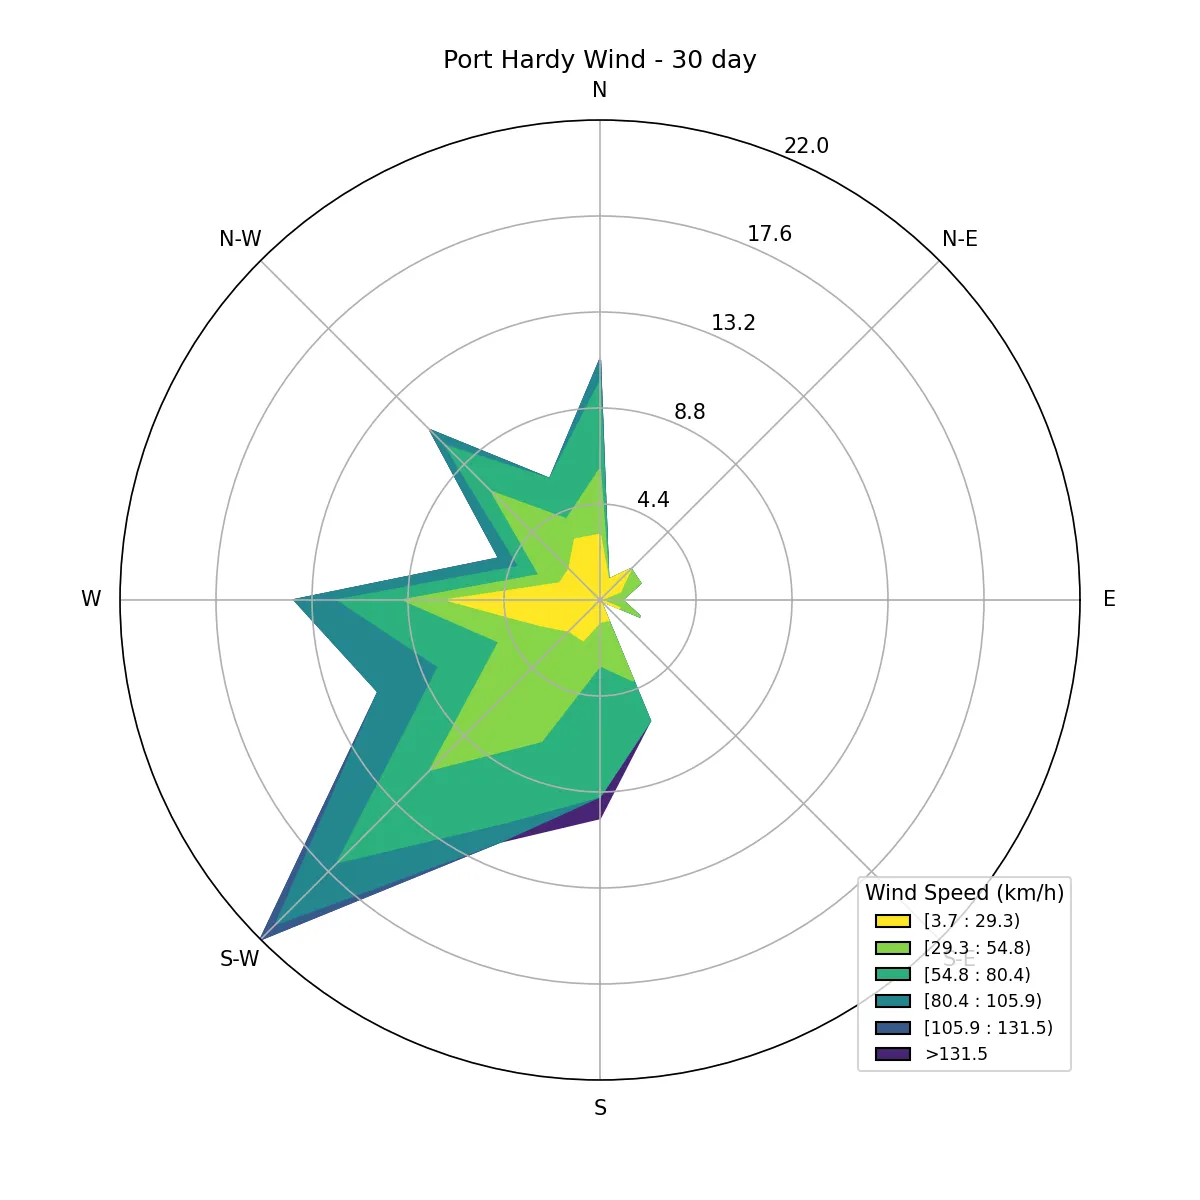 Port Hardy Wind - 30 day
N
22.0
N-W
17.6
N-E
13.2
8.8
4.4
W
E
Wind Speed (km/h)
[3.7 : 29.3)
[29.3 : 54.8)
S-W
S-E
[54.8 : 80.4)
[80.4 : 105.9)
[105.9 : 131.5)
>131.5
S